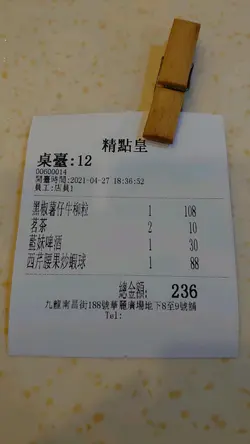 精點皇
桌臺:12
00600014
開臺時間:2021-04-27 18:36:52
員工:店員1
黑椒薯仔牛柳粒 1 108
茗茶 2 10
藍妹啤酒 1 30
西芹腰果炒蝦球 1 88
總金額: 236
九龍南昌街188號華麗廣場地下8至9號舖
Tel: